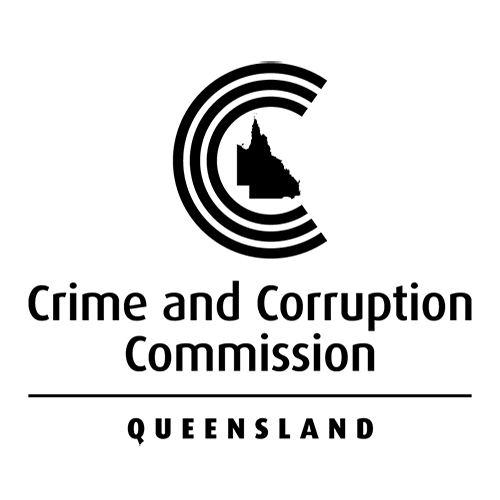 Crime and Corruption
Commission
QUEENSLAND